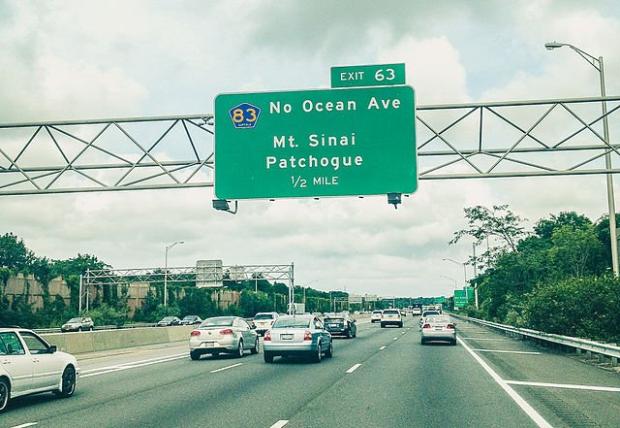 EXIT 63
83 No Ocean Ave
Mt. Sinai
Patchogue
1/2 MILE